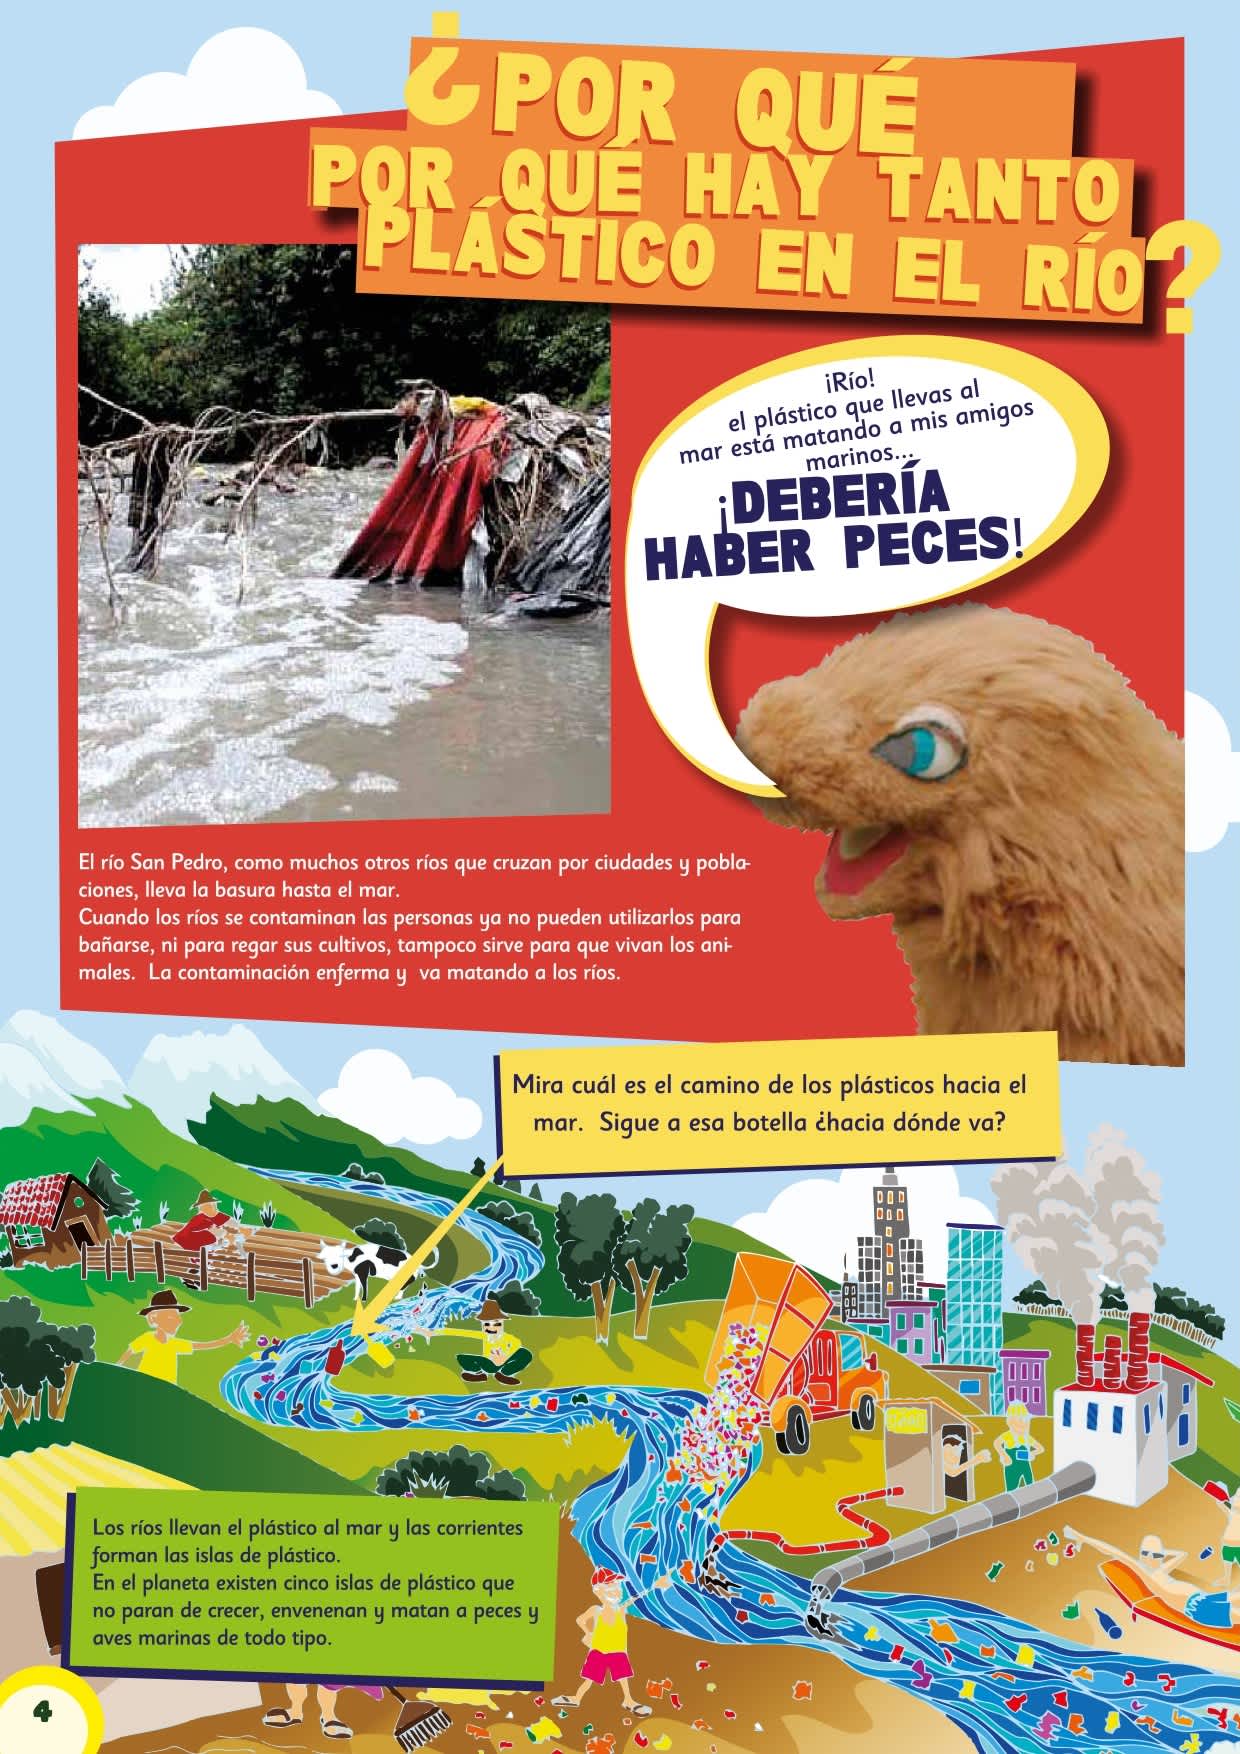 ¿POR QUÉ
POR QUÉ HAY TANTO
PLÁSTICO EN EL RÍO?
¡Río!
el plástico que llevas al
mar está matando a mis amigos
marinos...
¡DEBERÍA
HABER PECES!
El río San Pedro, como muchos otros ríos que cruzan por ciudades y pobla-
ciones, lleva la basura hasta el mar.
Cuando los ríos se contaminan las personas ya no pueden utilizarlos para
bañarse, ni para regar sus cultivos, tampoco sirve para que vivan los ani-
males.  La contaminación enferma y  va matando a los ríos.
Mira cuál es el camino de los plásticos hacia el
mar.  Sigue a esa botella ¿hacia dónde va?
Los ríos llevan el plástico al mar y las corrientes
forman las islas de plástico.
En el planeta existen cinco islas de plástico que
no paran de crecer, envenenan y matan a peces y
aves marinas de todo tipo.
4